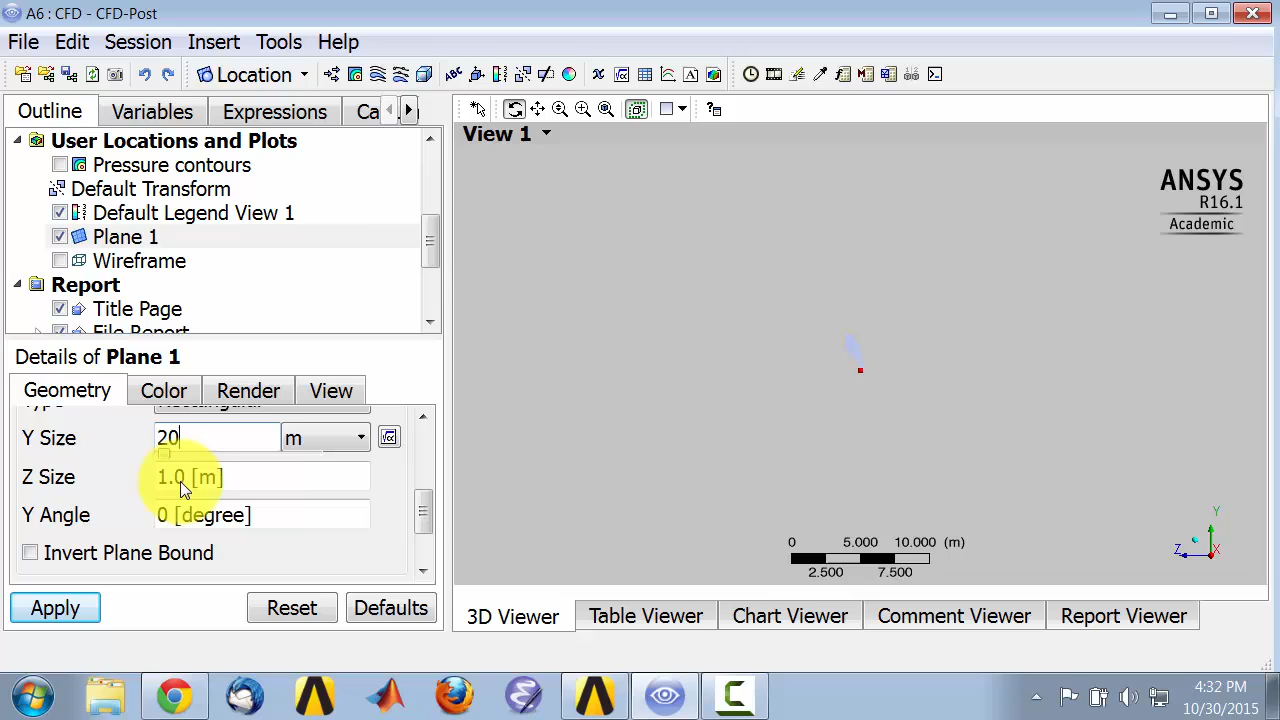 A6 : CFD - CFD-Post
File Edit Session Insert Tools Help
Location
Outline Variables Expressions Ca
User Locations and Plots
Pressure contours
Default Transform
Default Legend View 1
Plane 1
Wireframe
Report
Title Page
File Report
Details of Plane 1
Geometry Color Render View
Type Rectangular
Y Size 20 m
Z Size 1.0 [m]
Y Angle 0 [degree]
Invert Plane Bound
Apply Reset Defaults
View 1
ANSYS
R16.1
Academic
Y
Z X
0 5.000 10.000 (m)
2.500 7.500
3D Viewer Table Viewer Chart Viewer Comment Viewer Report Viewer
4:32 PM
10/30/2015